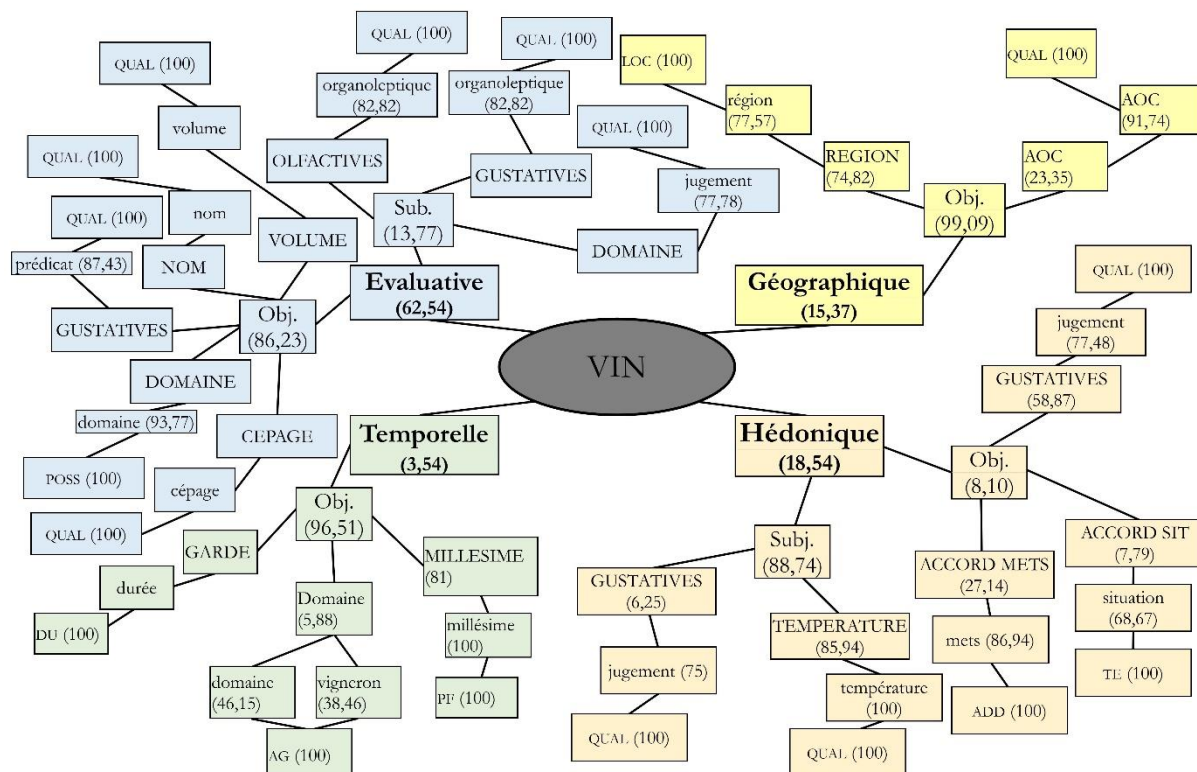 QUAL (100)
QUAL (100)
volume
QUAL (100)
nom
QUAL (100)
prédicat (87,43)
NOM
VOLUME
GUSTATIVES
Obj.
(86,23)
DOMAINE
domaine (93,77)
POSS (100)
CEPAGE
cépage
QUAL (100)
QUAL (100)
organoleptique
(82,82)
OLFACTIVES
QUAL (100)
organoleptique
(82,82)
GUSTATIVES
QUAL (100)
jugement
(77,78)
DOMAINE
Sub.
(13,77)
Evaluative
(62,54)
LOC (100)
région
(77,57)
REGION
(74,82)
QUAL (100)
AOC
(91,74)
AOC
(23,35)
Obj.
(99,09)
Géographique
(15,37)
VIN
Temporelle
(3,54)
Obj.
(96,51)
GARDE
durée
DU (100)
Domaine
(5,88)
domaine
(46,15)
vigneron
(38,46)
AG (100)
MILLESIME
(81)
millésime
(100)
PF (100)
Hédonique
(18,54)
Subj.
(88,74)
GUSTATIVES
(6,25)
jugement (75)
QUAL (100)
TEMPERATURE
(85,94)
température
(100)
QUAL (100)
QUAL (100)
jugement
(77,48)
GUSTATIVES
(58,87)
Obj.
(8,10)
ACCORD METS
(27,14)
mets (86,94)
ADD (100)
ACCORD SIT
(7,79)
situation
(68,67)
TE (100)